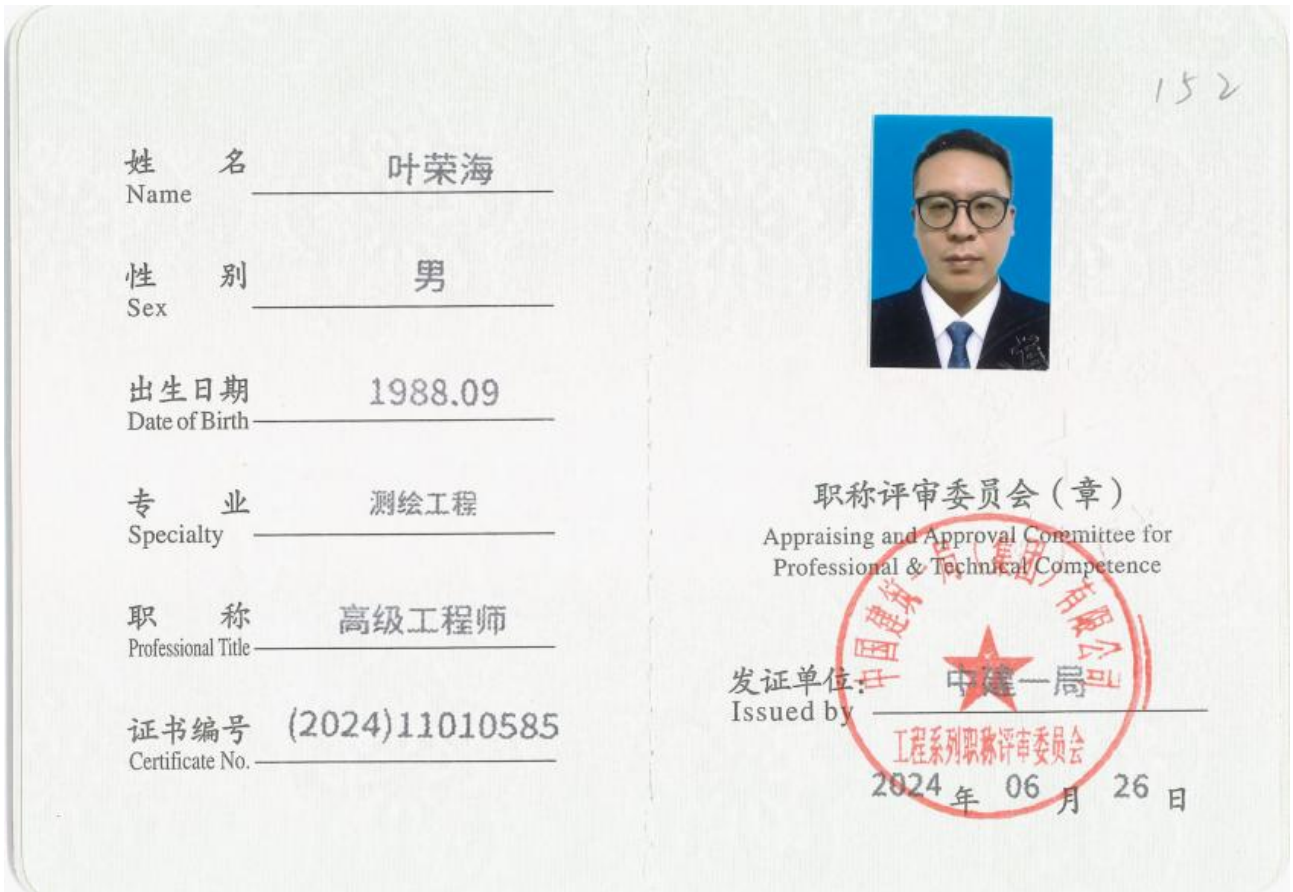 姓 名 叶荣海
Name
性 别 男
Sex
出生日期 1988.09
Date of Birth
专 业 测绘工程
Specialty
职 称 高级工程师
Professional Title
证书编号 (2024)11010585
Certificate No.
152
职称评审委员会（章）
Appraising and Approval Committee for
Professional & Technical Competence
中国建筑一局（集团）有限公司
发证单位： 中建一局
Issued by
工程系列职称评审委员会
2024 年 06 月 26 日